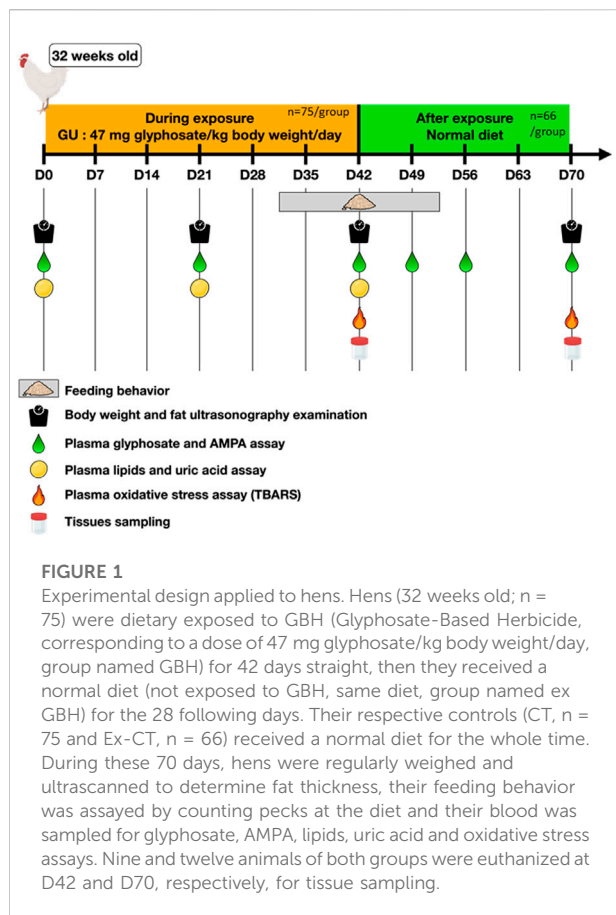 32 weeks old
During exposure
n=75/group
GU : 47 mg glyphosate/kg body weight/day
After exposure
n=66
/group
Normal diet
D0 D7 D14 D21 D28 D35 D42 D49 D56 D63 D70
Feeding behavior
Body weight and fat ultrasonography examination
Plasma glyphosate and AMPA assay
Plasma lipids and uric acid assay
Plasma oxidative stress assay (TBARS)
Tissues sampling
FIGURE 1
Experimental design applied to hens. Hens (32 weeks old; n =
75) were dietary exposed to GBH (Glyphosate-Based Herbicide,
corresponding to a dose of 47 mg glyphosate/kg body weight/day,
group named GBH) for 42 days straight, then they received a
normal diet (not exposed to GBH, same diet, group named ex
GBH) for the 28 following days. Their respective controls (CT, n =
75 and Ex-CT, n = 66) received a normal diet for the whole time.
During these 70 days, hens were regularly weighed and
ultrascanned to determine fat thickness, their feeding behavior
was assayed by counting pecks at the diet and their blood was
sampled for glyphosate, AMPA, lipids, uric acid and oxidative stress
assays. Nine and twelve animals of both groups were euthanized at
D42 and D70, respectively, for tissue sampling.